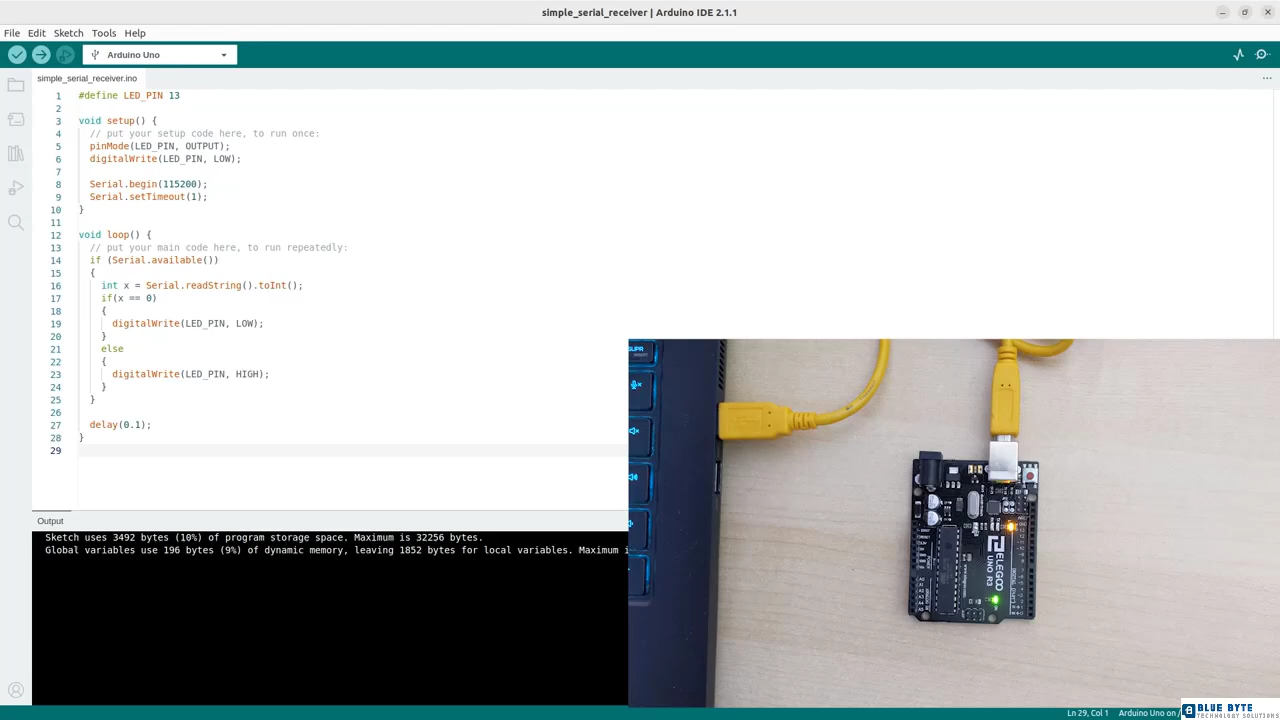 simple_serial_receiver | Arduino IDE 2.1.1
File Edit Sketch Tools Help
Arduino Uno
simple_serial_receiver.ino
1 #define LED_PIN 13
2
3 void setup() {
4 // put your setup code here, to run once:
5 pinMode(LED_PIN, OUTPUT);
6 digitalWrite(LED_PIN, LOW);
7
8 Serial.begin(115200);
9 Serial.setTimeout(1);
10 }
11
12 void loop() {
13 // put your main code here, to run repeatedly:
14 if (Serial.available())
15 {
16 int x = Serial.readString().toInt();
17 if(x == 0)
18 {
19 digitalWrite(LED_PIN, LOW);
20 }
21 else
22 {
23 digitalWrite(LED_PIN, HIGH);
24 }
25 }
26
27 delay(0.1);
28 }
29
Output
Sketch uses 3492 bytes (10%) of program storage space. Maximum is 32256 bytes.
Global variables use 196 bytes (9%) of dynamic memory, leaving 1852 bytes for local variables. Maximum i
SUPR
ELEGOO
UNO R3
Ln 29, Col 1 Arduino Uno on /
BLUE BYTE
TECHNOLOGY SOLUTIONS